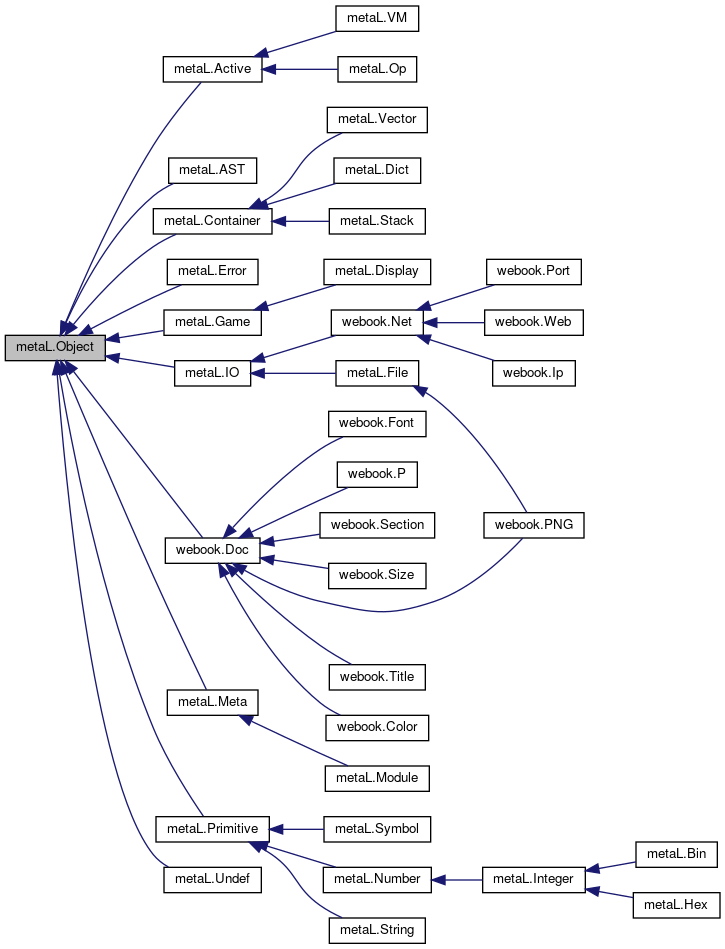 metaL.VM
metaL.Active
metaL.Op
metaL.Vector
metaL.AST
metaL.Dict
metaL.Container
metaL.Stack
metaL.Error
metaL.Display
webook.Port
metaL.Game
webook.Net
webook.Web
metaL.Object
metaL.IO
metaL.File
webook.Ip
webook.Font
webook.P
webook.Section
webook.PNG
webook.Doc
webook.Size
webook.Title
metaL.Meta
webook.Color
metaL.Module
metaL.Primitive
metaL.Symbol
metaL.Bin
metaL.Undef
metaL.Number
metaL.Integer
metaL.Hex
metaL.String